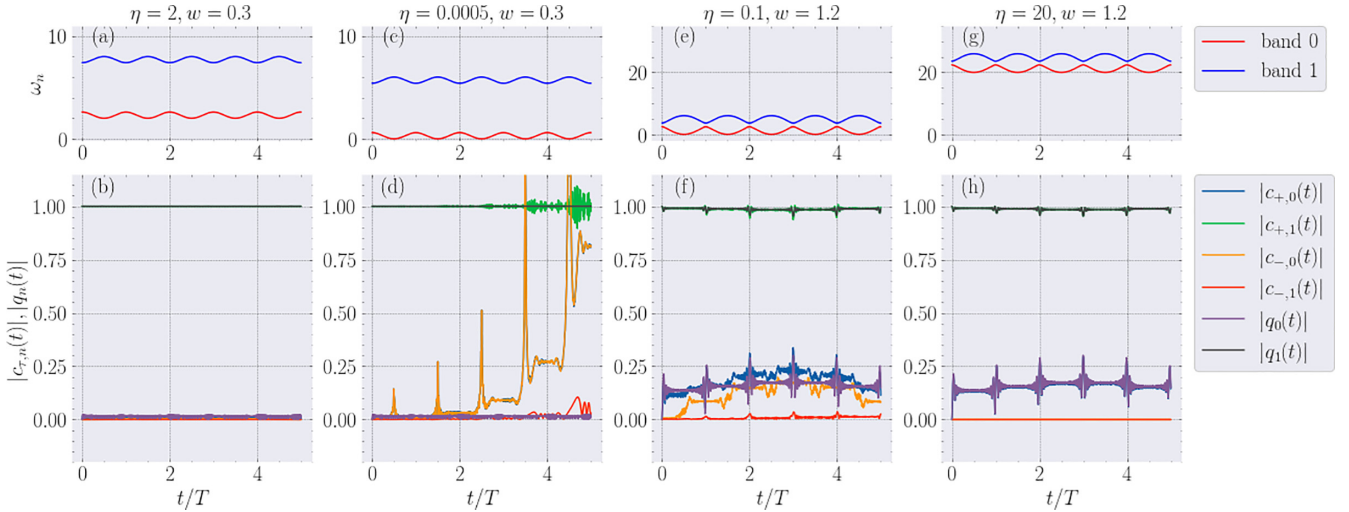 η = 2, w = 0.3
η = 0.0005, w = 0.3
η = 0.1, w = 1.2
η = 20, w = 1.2
(a)
(c)
(e)
(g)
ωₙ
10
0
0 2 4
10
0
0 2 4
20
0
0 2 4
20
0
0 2 4
band 0
band 1
(b)
(d)
(f)
(h)
|c_{τ,n}(t)|, |q_n(t)|
1.00
0.75
0.50
0.25
0.00
0 2 4
t/T
1.00
0.75
0.50
0.25
0.00
0 2 4
t/T
1.00
0.75
0.50
0.25
0.00
0 2 4
t/T
1.00
0.75
0.50
0.25
0.00
0 2 4
t/T
|c_{+,0}(t)|
|c_{+,1}(t)|
|c_{−,0}(t)|
|c_{−,1}(t)|
|q_0(t)|
|q_1(t)|